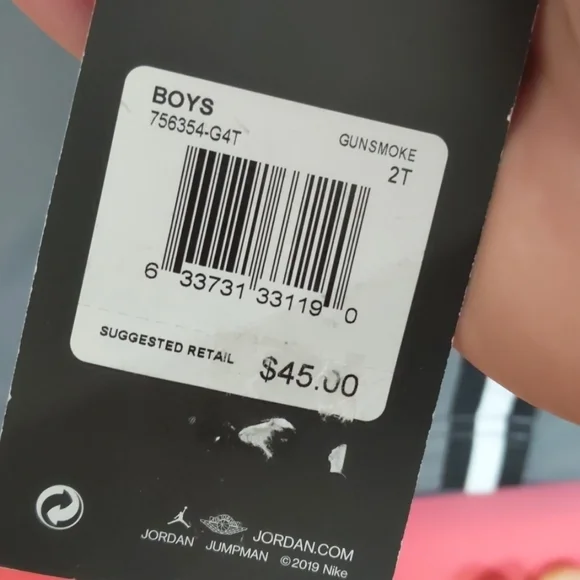 BOYS
756354-G4T
GUNSMOKE
2T
6 33731 33119 0
SUGGESTED RETAIL $45.00
JORDAN JUMPMAN JORDAN.COM
©2019 Nike